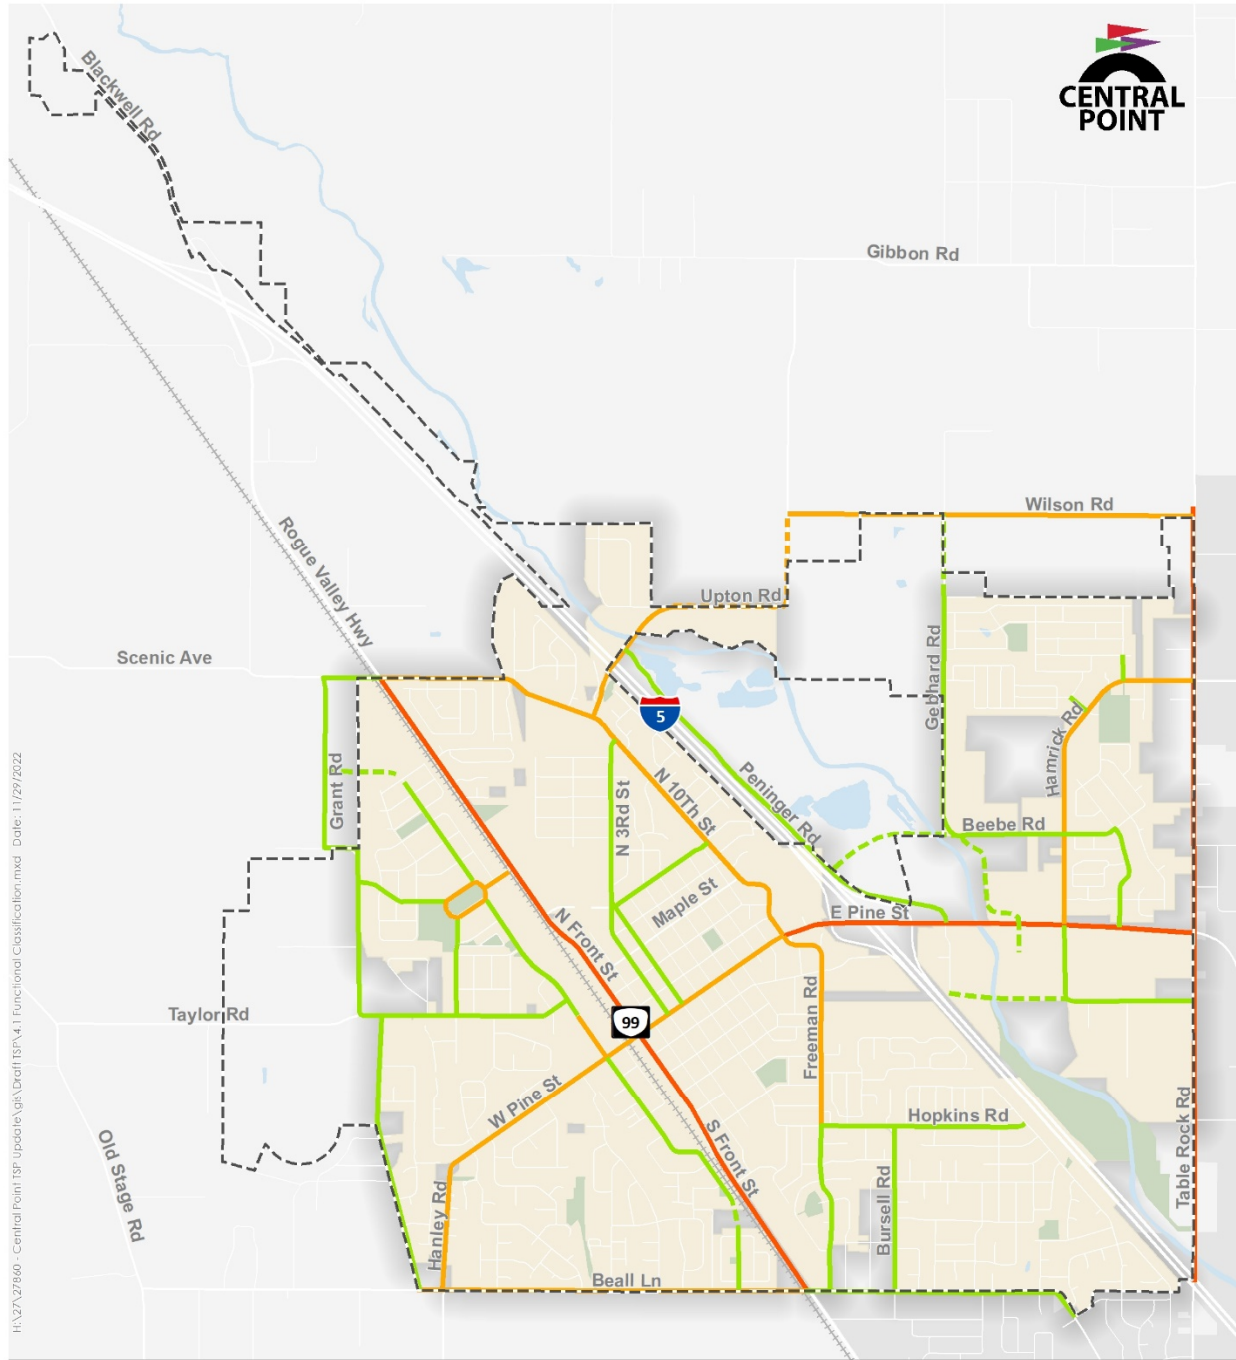 CENTRAL
POINT
Blackwell Rd
Gibbon Rd
Wilson Rd
Rogue Valley Hwy
Upton Rd
Scenic Ave
Gebhard Rd
5
Hamrick Rd
Grant Rd
N 3Rd St
N 10Th St
Peninger Rd
Beebe Rd
Maple St
E Pine St
N Front St
Taylor Rd
99
Freeman Rd
W Pine St
Hopkins Rd
Old Stage Rd
S Front St
Table Rock Rd
Hanley Rd
Bursell Rd
Beall Ln
H:\27\27860 - Central Point TSP Update\gis\Draft TSP\4.1 Functional Classification.mxd Date: 11/29/2022